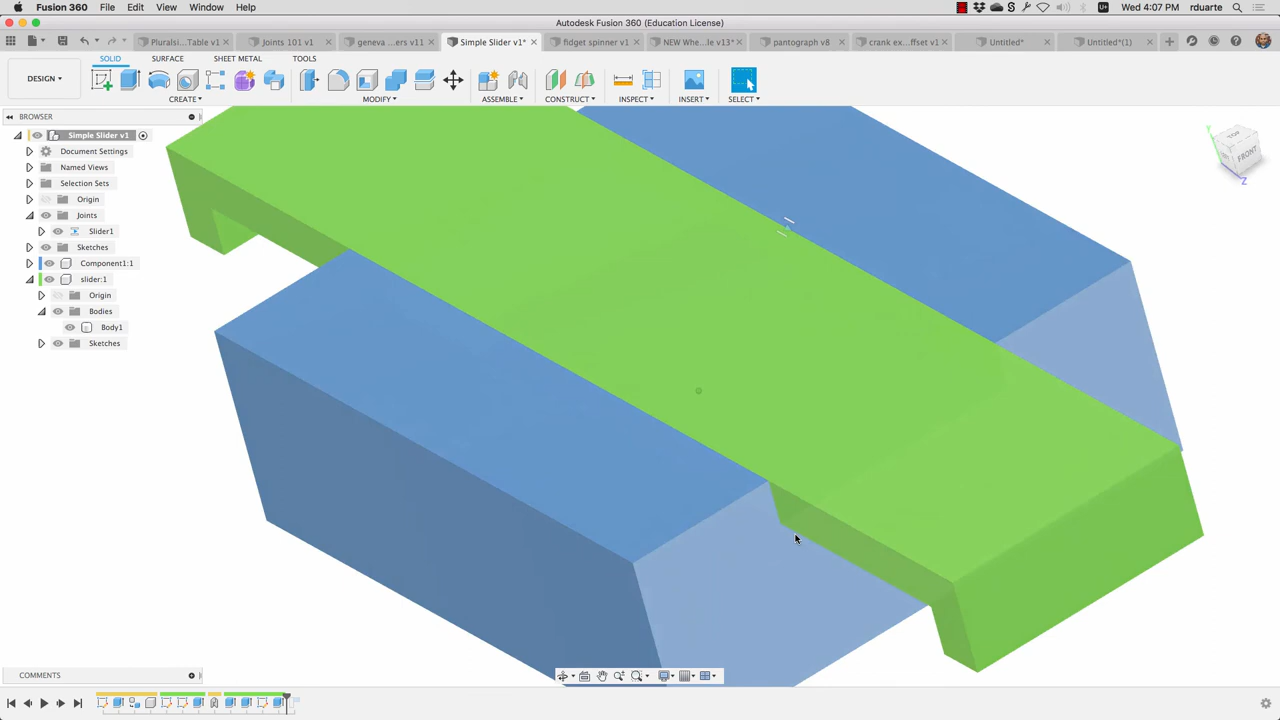 Fusion 360 File Edit View Window Help Wed 4:07 PM rduarte
Autodesk Fusion 360 (Education License)
Pluralsi...Table v1 Joints 101 v1 geneva ...ers v11 Simple Slider v1* fidget spinner v1 NEW Whe...le v13* pantograph v8 crank ex...ffset v1 Untitled* Untitled*(1)
SOLID SURFACE SHEET METAL TOOLS
DESIGN
CREATE MODIFY ASSEMBLE CONSTRUCT INSPECT INSERT SELECT
BROWSER
Simple Slider v1
Document Settings
Named Views
Selection Sets
Origin
Joints
Slider1
Sketches
Component1:1
slider:1
Origin
Bodies
Body1
Sketches
TOP
FRONT
Y
Z
COMMENTS